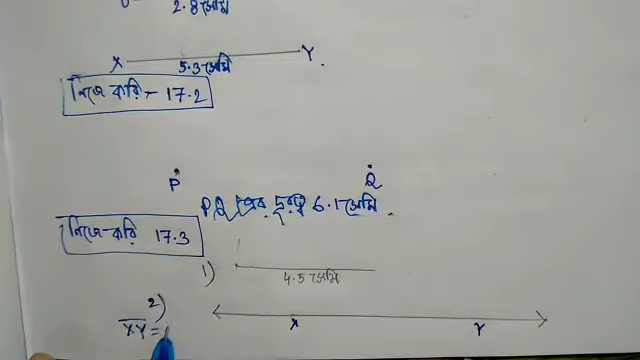 2.8 সেমি
X Y
5.3 সেমি
নিজে করি - 17.2
P Q
PQ এর দূরত্ব 6.1 সেমি
নিজে করি 17.3
1)
4.5 সেমি
2)
X Y
XY =